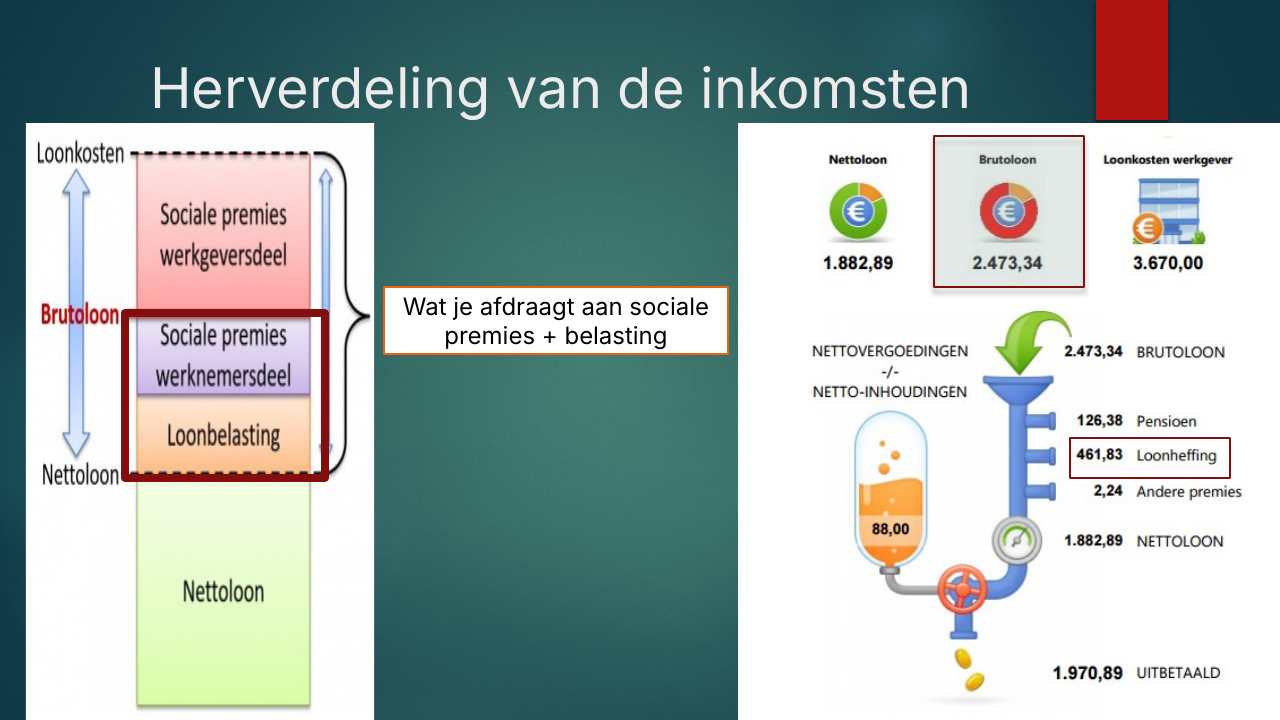 Herverdeling van de inkomsten
Loonkosten
Sociale premies
werkgeversdeel
Brutoloon
Sociale premies
werknemersdeel
Loonbelasting
Nettoloon
Nettoloon
Wat je afdraagt aan sociale
premies + belasting
Nettoloon
Brutoloon
Loonkosten werkgever
€
€
€
1.882,89
2.473,34
3.670,00
NETTOVERGOEDINGEN
-/-
NETTO-INHOUDINGEN
88,00
2.473,34 BRUTOLOON
126,38 Pensioen
461,83 Loonheffing
2,24 Andere premies
1.882,89 NETTOLOON
1.970,89 UITBETAALD